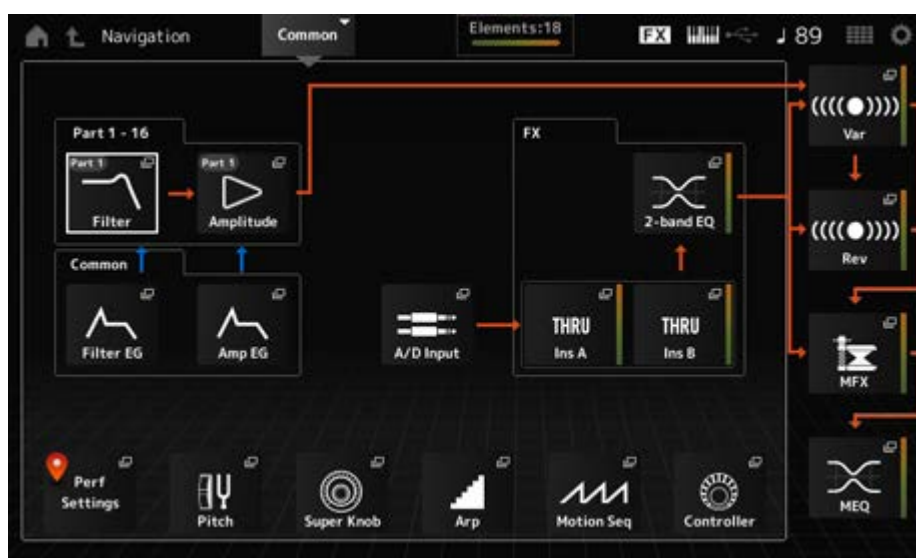 Navigation
Common
Elements:18
FX
89
Part 1 - 16
Part 1
Filter
Part 1
Amplitude
Common
Filter EG
Amp EG
A/D Input
FX
2-band EQ
THRU
Ins A
THRU
Ins B
Var
Rev
MFX
MEQ
Perf
Settings
Pitch
Super Knob
Arp
Motion Seq
Controller